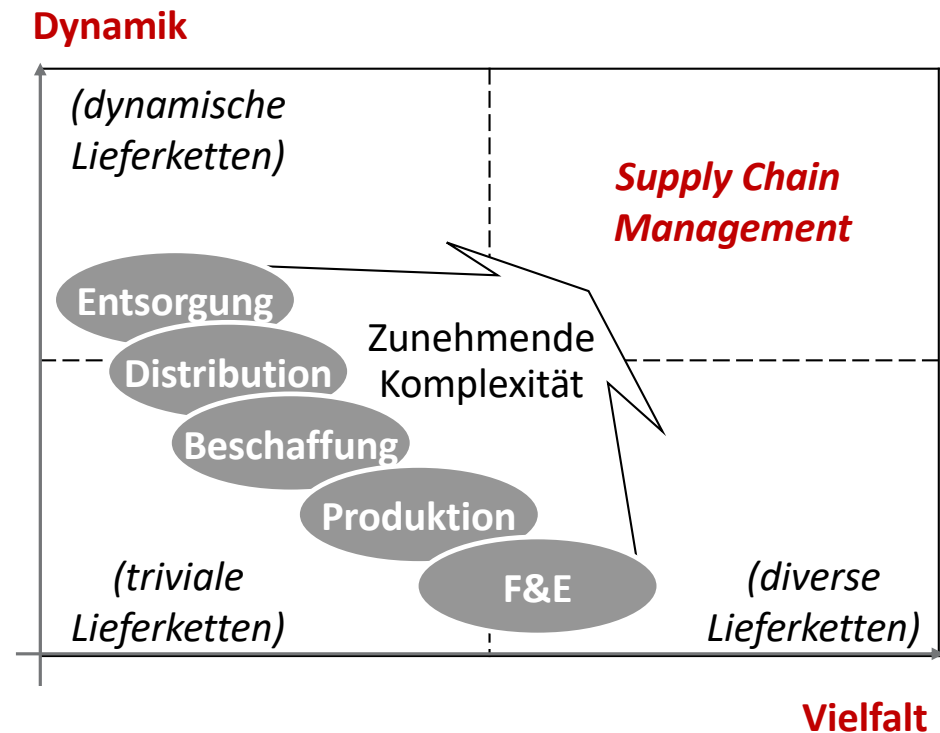 Dynamik
(dynamische
Lieferketten)
Supply Chain
Management
Entsorgung
Zunehmende
Komplexität
Distribution
Beschaffung
Produktion
F&E
(triviale
Lieferketten)
(diverse
Lieferketten)
Vielfalt